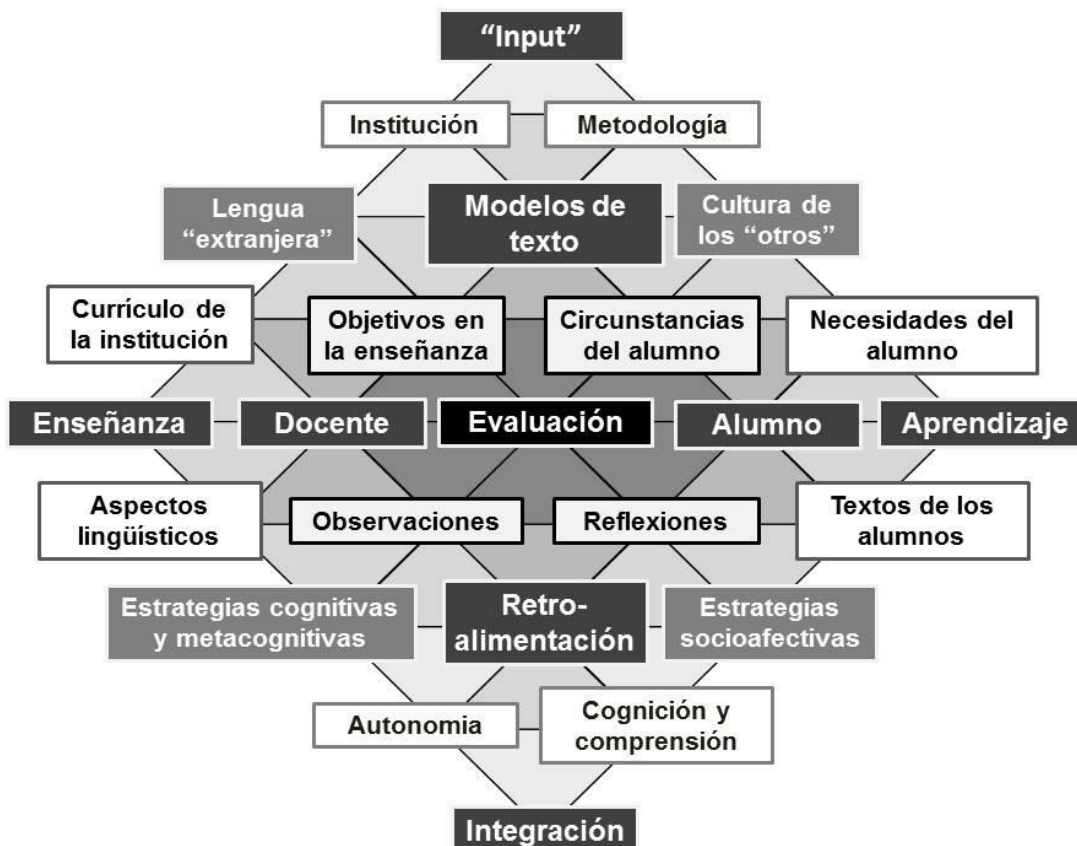 “Input”
Institución
Metodología
Lengua
“extranjera”
Modelos de
texto
Cultura de
los “otros”
Currículo de
la institución
Objetivos en
la enseñanza
Circunstancias
del alumno
Necesidades del
alumno
Enseñanza
Docente
Evaluación
Alumno
Aprendizaje
Aspectos
lingüísticos
Observaciones
Reflexiones
Textos de los
alumnos
Estrategias cognitivas
y metacognitivas
Retro-
alimentación
Estrategias
socioafectivas
Autonomia
Cognición y
comprensión
Integración